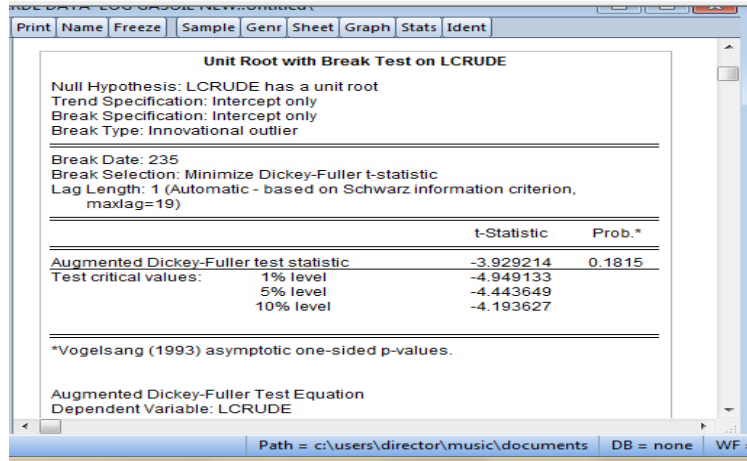 Print Name Freeze Sample Genr Sheet Graph Stats Ident
Unit Root with Break Test on LCRUDE
Null Hypothesis: LCRUDE has a unit root
Trend Specification: Intercept only
Break Specification: Intercept only
Break Type: Innovational outlier
Break Date: 235
Break Selection: Minimize Dickey-Fuller t-statistic
Lag Length: 1 (Automatic - based on Schwarz information criterion,
maxlag=19)
t-Statistic Prob.*
Augmented Dickey-Fuller test statistic -3.929214 0.1815
Test critical values: 1% level -4.949133
5% level -4.443649
10% level -4.193627
*Vogelsang (1993) asymptotic one-sided p-values.
Augmented Dickey-Fuller Test Equation
Dependent Variable: LCRUDE
Path = c:\users\director\music\documents DB = none WF =